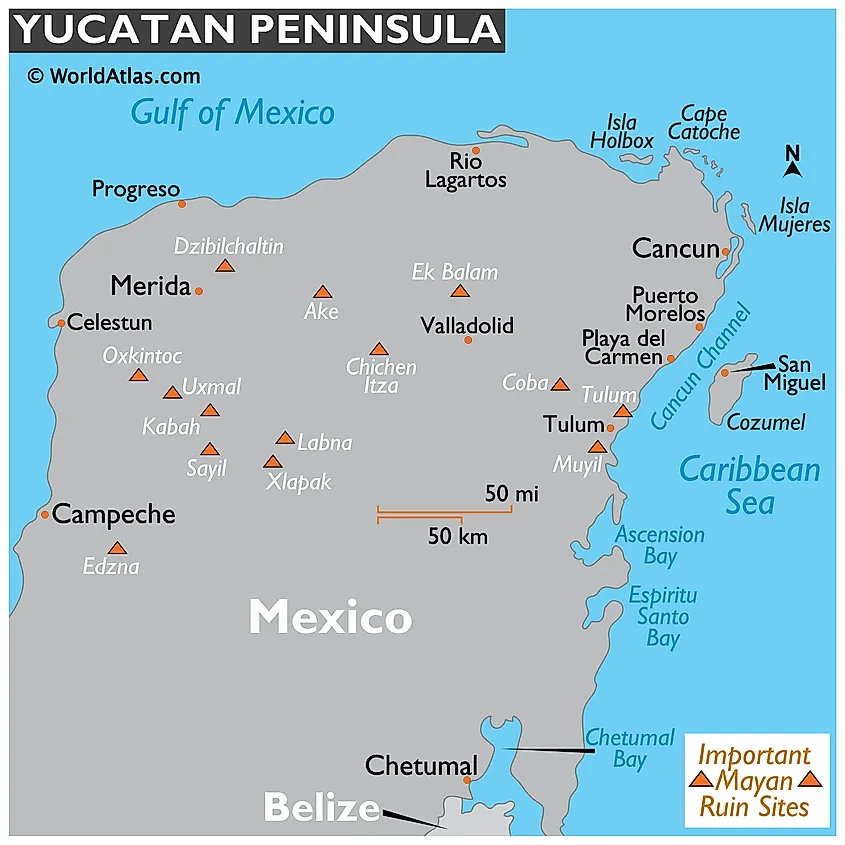 YUCATAN PENINSULA
© WorldAtlas.com
Gulf of Mexico
Isla
Holbox
Cape
Catoche
N
Rio
Lagartos
Progreso
Isla
Mujeres
Dzibilchaltin
Cancun
Merida
Ek Balam
Ake
Puerto
Morelos
Celestun
Valladolid
Playa del
Carmen
Cancun Channel
Oxkintoc
Chichen
Itza
San
Miguel
Uxmal
Coba
Tulum
Kabah
Tulum
Cozumel
Labna
Sayil
Muyil
Xlapak
Caribbean
Sea
50 mi
50 km
Campeche
Ascension
Bay
Edzna
Espiritu
Santo
Bay
Mexico
Chetumal
Bay
Chetumal
Belize
Important
Mayan
Ruin Sites